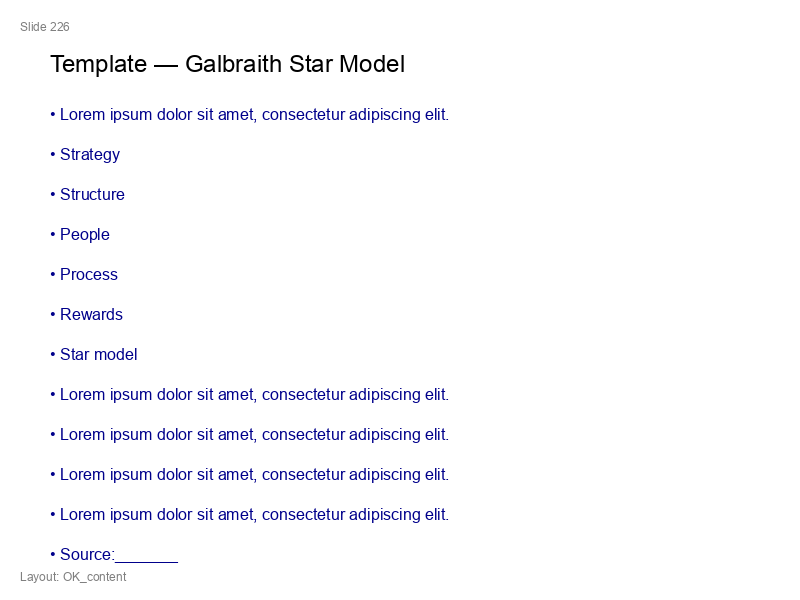 Slide 226
Template — Galbraith Star Model
• Lorem ipsum dolor sit amet, consectetur adipiscing elit.
• Strategy
• Structure
• People
• Process
• Rewards
• Star model
• Lorem ipsum dolor sit amet, consectetur adipiscing elit.
• Lorem ipsum dolor sit amet, consectetur adipiscing elit.
• Lorem ipsum dolor sit amet, consectetur adipiscing elit.
• Lorem ipsum dolor sit amet, consectetur adipiscing elit.
• Source:_______
Layout: OK_content